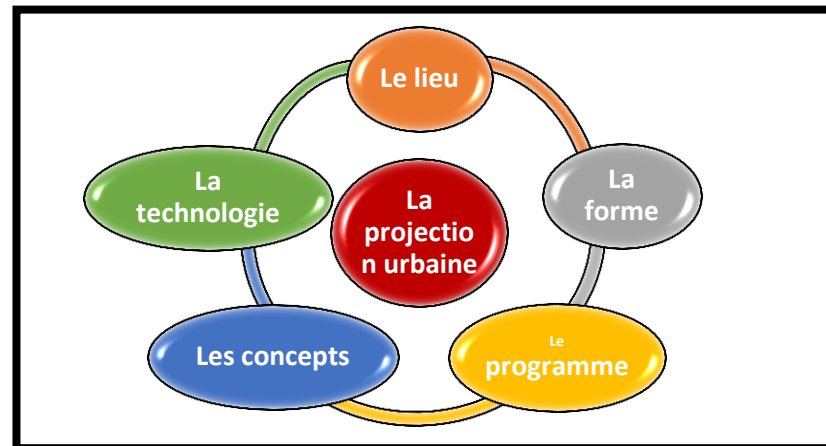 Le lieu
La
forme
Le
programme
Les concepts
La
technologie
La
projectio
n urbaine